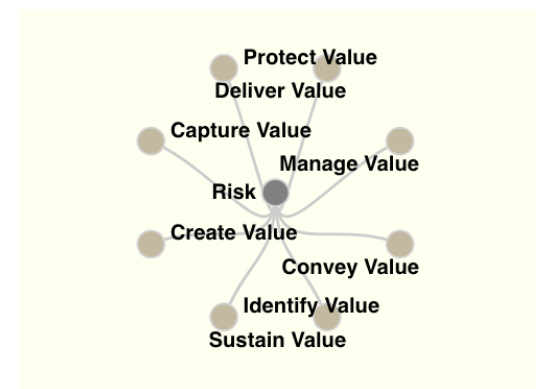 Protect Value
Deliver Value
Capture Value
Manage Value
Risk
Create Value
Convey Value
Identify Value
Sustain Value